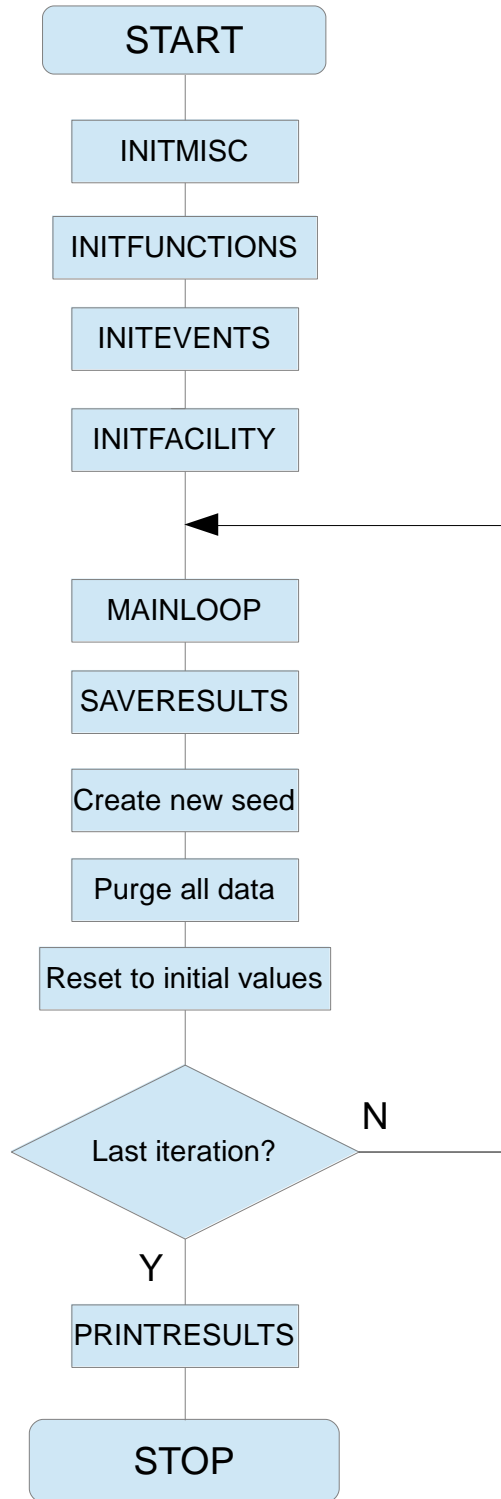 START
INITMISC
INITFUNCTIONS
INITEVENTS
INITFACILITY
MAINLOOP
SAVERESULTS
Create new seed
Purge all data
Reset to initial values
N
Last iteration?
Y
PRINTRESULTS
STOP